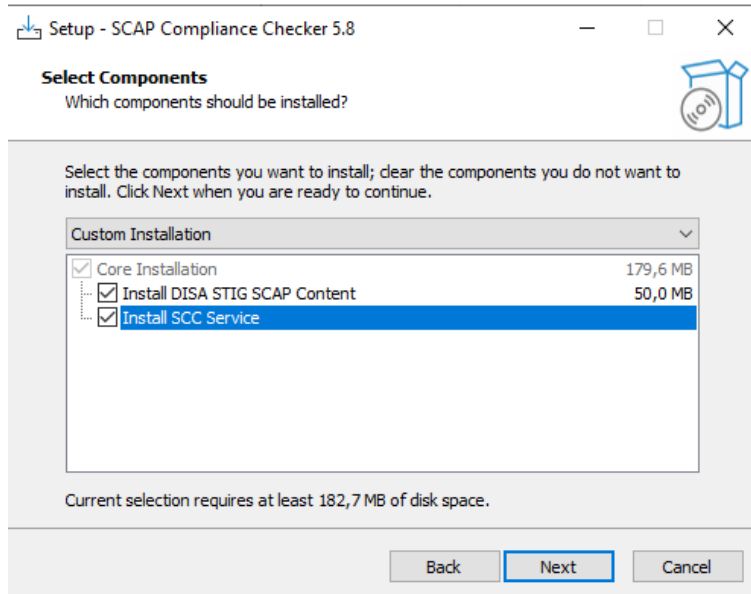 Setup - SCAP Compliance Checker 5.8
Select Components
Which components should be installed?
Select the components you want to install; clear the components you do not want to
install. Click Next when you are ready to continue.
Custom Installation
Core Installation 179,6 MB
Install DISA STIG SCAP Content 50,0 MB
Install SCC Service
Current selection requires at least 182,7 MB of disk space.
Back Next Cancel